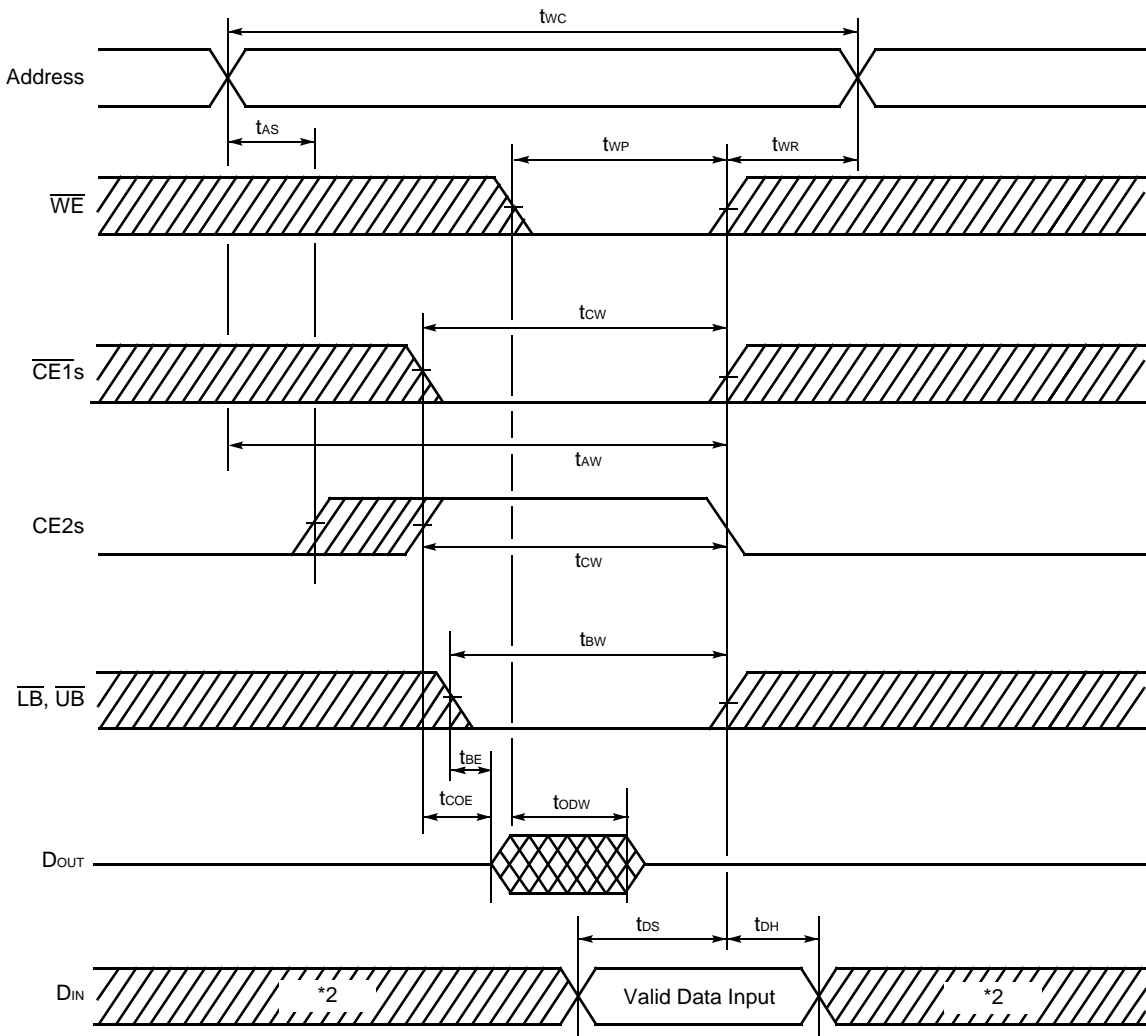 tWC
Address
tAS
tWP
tWR
WE
tCW
CE1s
tAW
CE2s
tCW
tBW
LB, UB
tBE
tCOE
tODW
DOUT
tDS
tDH
DIN
*2
Valid Data Input
*2